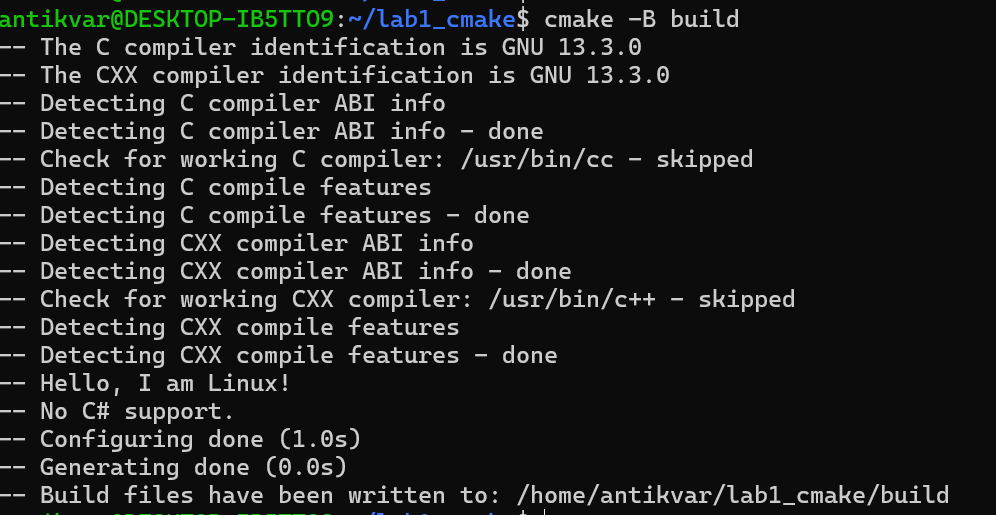 antikvar@DESKTOP-IB5TTO9:~/lab1_cmake$ cmake -B build
-- The C compiler identification is GNU 13.3.0
-- The CXX compiler identification is GNU 13.3.0
-- Detecting C compiler ABI info
-- Detecting C compiler ABI info - done
-- Check for working C compiler: /usr/bin/cc - skipped
-- Detecting C compile features
-- Detecting C compile features - done
-- Detecting CXX compiler ABI info
-- Detecting CXX compiler ABI info - done
-- Check for working CXX compiler: /usr/bin/c++ - skipped
-- Detecting CXX compile features
-- Detecting CXX compile features - done
-- Hello, I am Linux!
-- No C# support.
-- Configuring done (1.0s)
-- Generating done (0.0s)
-- Build files have been written to: /home/antikvar/lab1_cmake/build